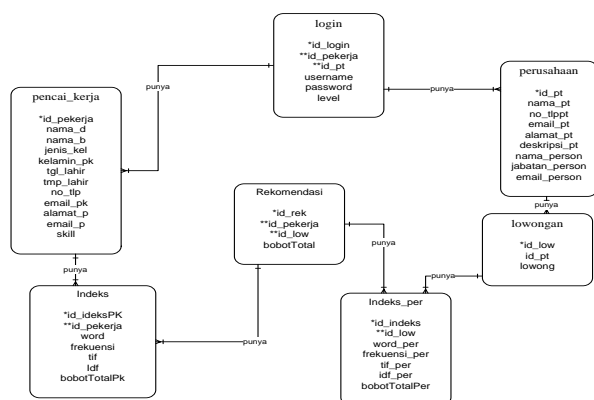 login
*id_login
**id_pekerja
**id_pt
username
password
level
punya
punya
pencai_kerja
*id_pekerja
nama_d
nama_b
jenis_kel
kelamin_pk
tgl_lahir
tmp_lahir
no_tlp
email_pk
alamat_p
email_p
skill
perusahaan
*id_pt
nama_pt
no_tlppt
email_pt
alamat_pt
deskripsi_pt
nama_person
jabatan_person
email_person
Rekomendasi
*id_rek
**id_pekerja
**id_low
bobotTotal
punya
punya
lowongan
*id_low
id_pt
lowong
punya
punya
Indeks
*id_ideksPK
**id_pekerja
word
frekuensi
tif
Idf
bobotTotalPk
punya
Indeks_per
*id_indeks
**id_low
word_per
frekuensi_per
tif_per
idf_per
bobotTotalPer